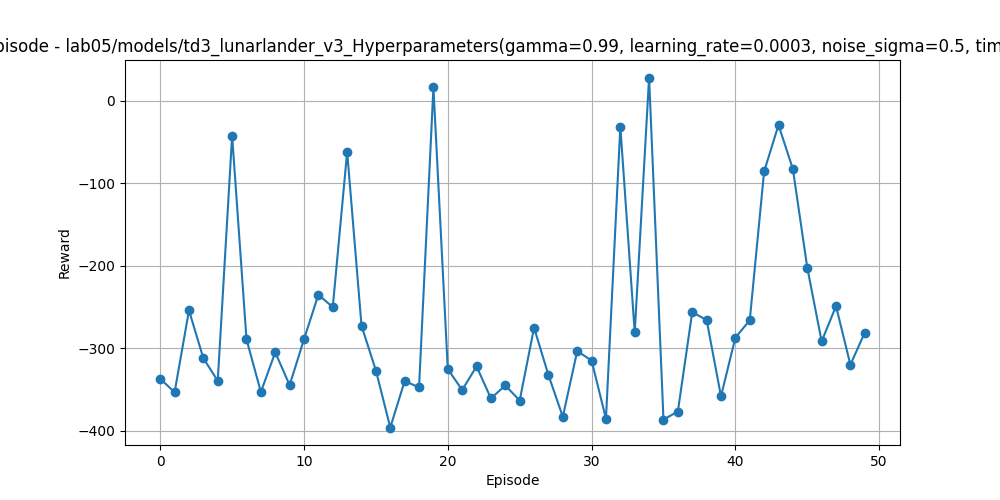 pisode - lab05/models/td3_lunarlander_v3_Hyperparameters(gamma=0.99, learning_rate=0.0003, noise_sigma=0.5, tim
0
−100
−200
−300
−400
Reward
0 10 20 30 40 50
Episode